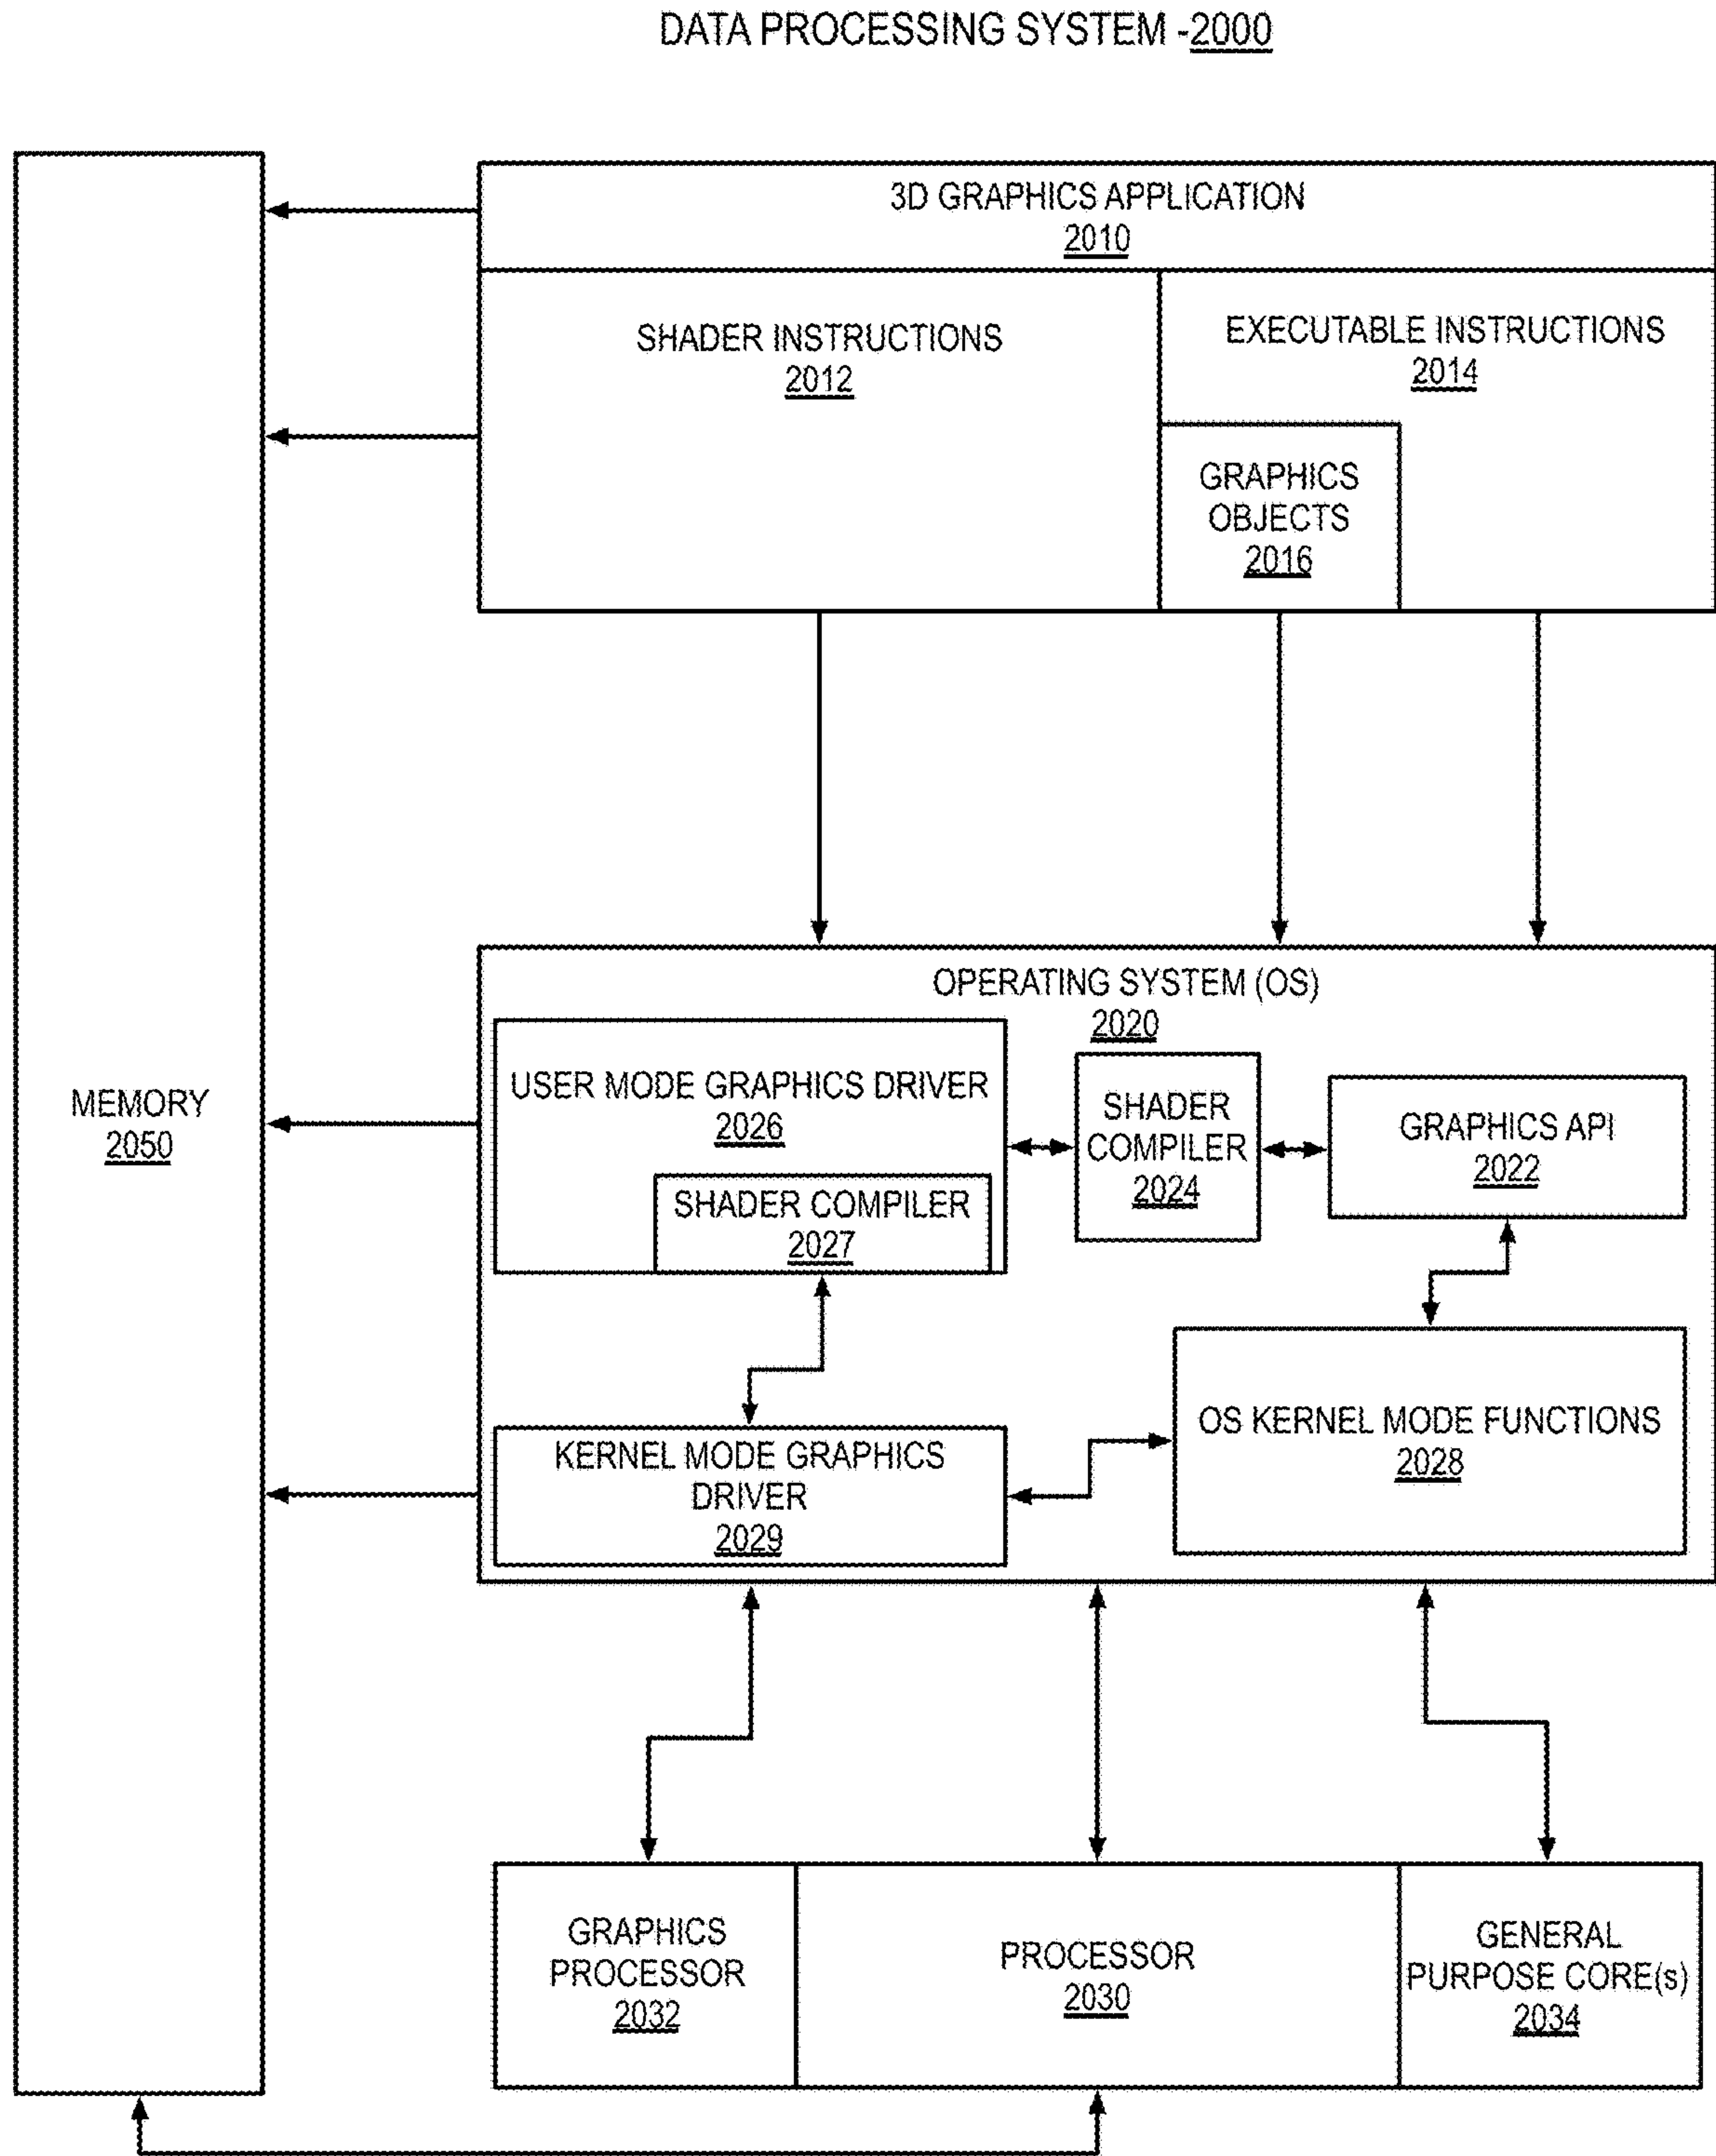 DATA PROCESSING SYSTEM -2000
3D GRAPHICS APPLICATION
2010
SHADER INSTRUCTIONS
2012
EXECUTABLE INSTRUCTIONS
2014
GRAPHICS
OBJECTS
2016
MEMORY
2050
OPERATING SYSTEM (OS)
2020
USER MODE GRAPHICS DRIVER
2026
SHADER COMPILER
2027
SHADER
COMPILER
2024
GRAPHICS API
2022
KERNEL MODE GRAPHICS
DRIVER
2029
OS KERNEL MODE FUNCTIONS
2028
GRAPHICS
PROCESSOR
2032
PROCESSOR
2030
GENERAL
PURPOSE CORE(s)
2034